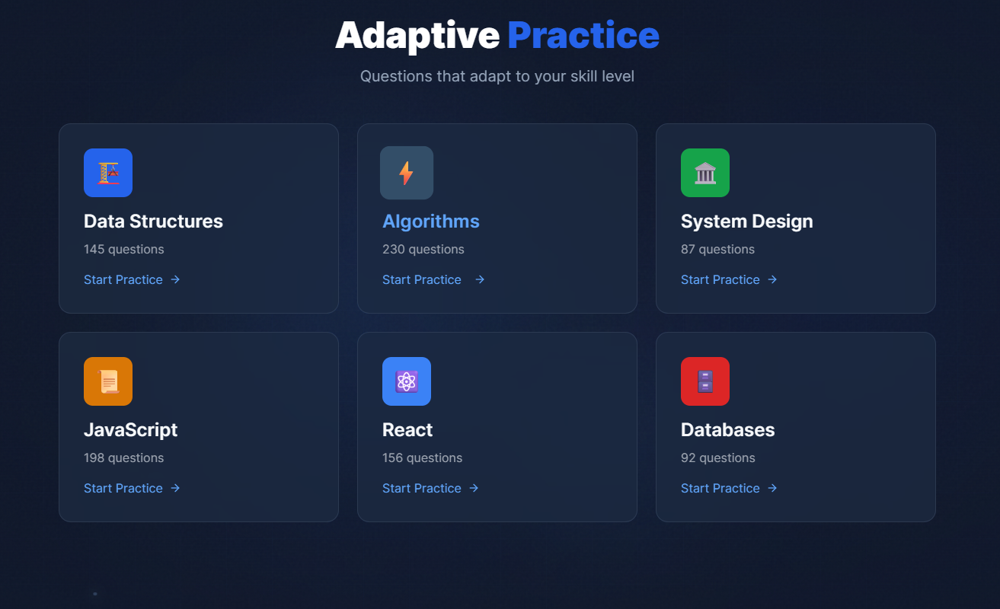 Adaptive Practice
Questions that adapt to your skill level
Data Structures
145 questions
Start Practice →
Algorithms
230 questions
Start Practice →
System Design
87 questions
Start Practice →
JavaScript
198 questions
Start Practice →
React
156 questions
Start Practice →
Databases
92 questions
Start Practice →